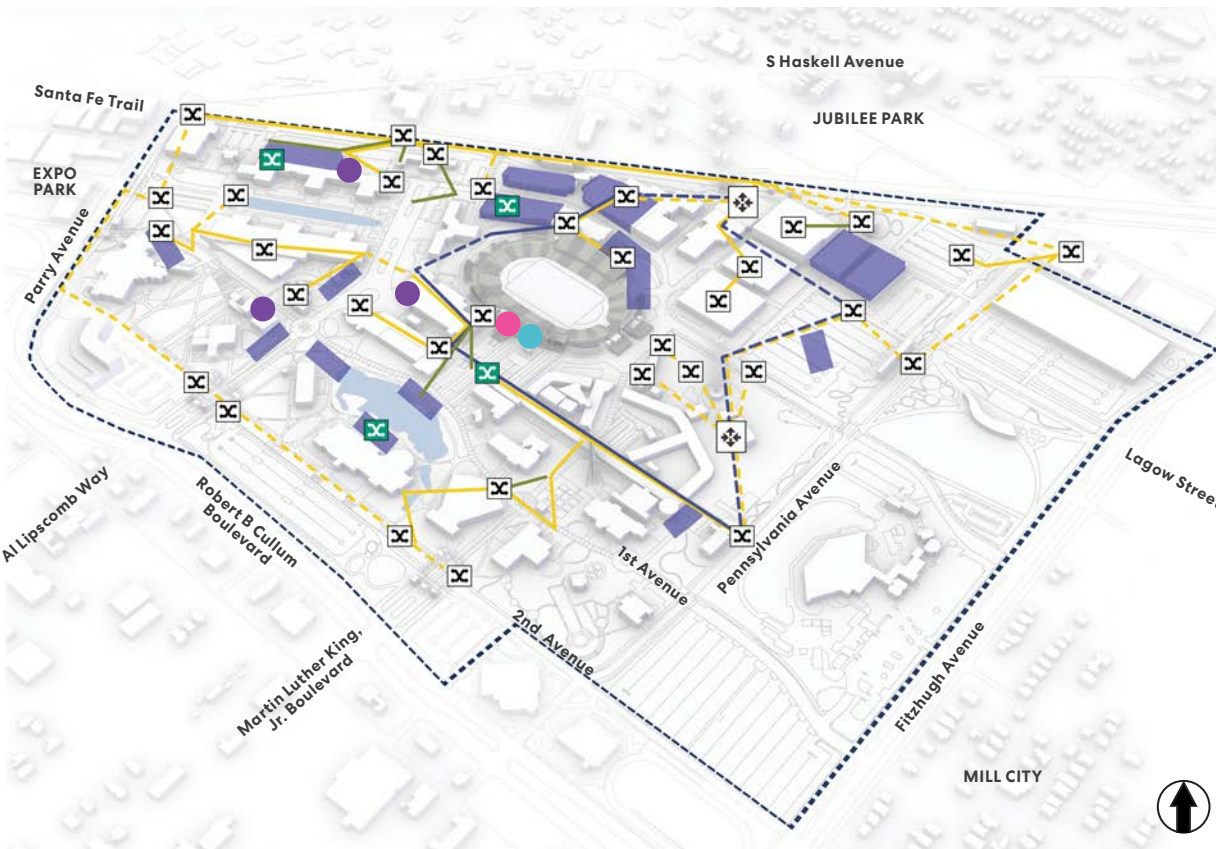 S Haskell Avenue
Santa Fe Trail
JUBILEE PARK
EXPO
PARK
Parry Avenue
Lagow Street
Al Lipscomb Way
Robert B Cullum
Boulevard
Pennsylvania Avenue
1st Avenue
2nd Avenue
Martin Luther King,
Jr. Boulevard
Fitzhugh Avenue
MILL CITY